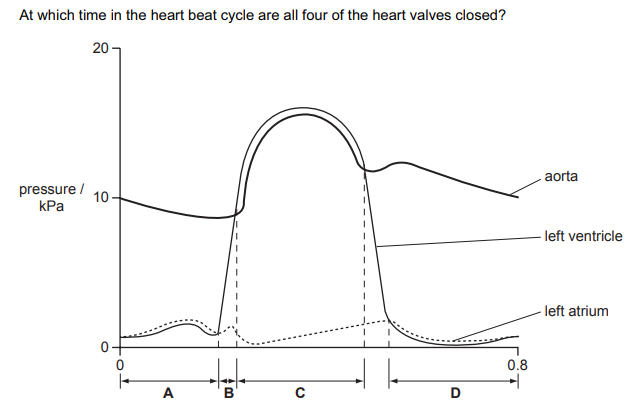 At which time in the heart beat cycle are all four of the heart valves closed?
20
pressure /
kPa
10
0
aorta
left ventricle
left atrium
0
0.8
A
B
C
D